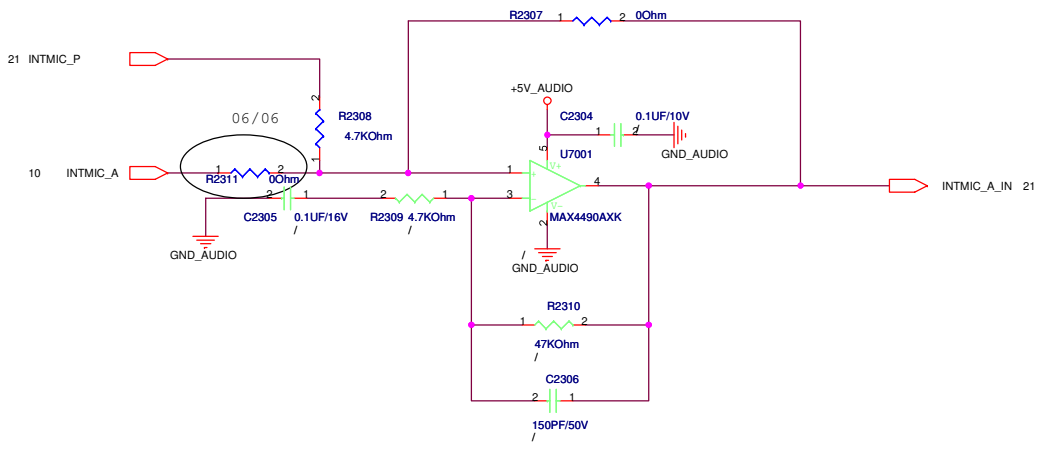 R2307 1 2 0Ohm
21 INTMIC_P
+5V_AUDIO
2 R2308 C2304 0.1UF/10V
06/06 4.7KOhm 1 2 /
5 U7001 GND_AUDIO
1 V+
10 INTMIC_A 1 2 1 +
R2311 0Ohm 4 INTMIC_A_IN 21
2 1 3 -
C2305 0.1UF/16V R2309 4.7KOhm V- MAX4490AXK
/ / 2
GND_AUDIO / GND_AUDIO
R2310
1 2
47KOhm
/
C2306
2 1
150PF/50V
/